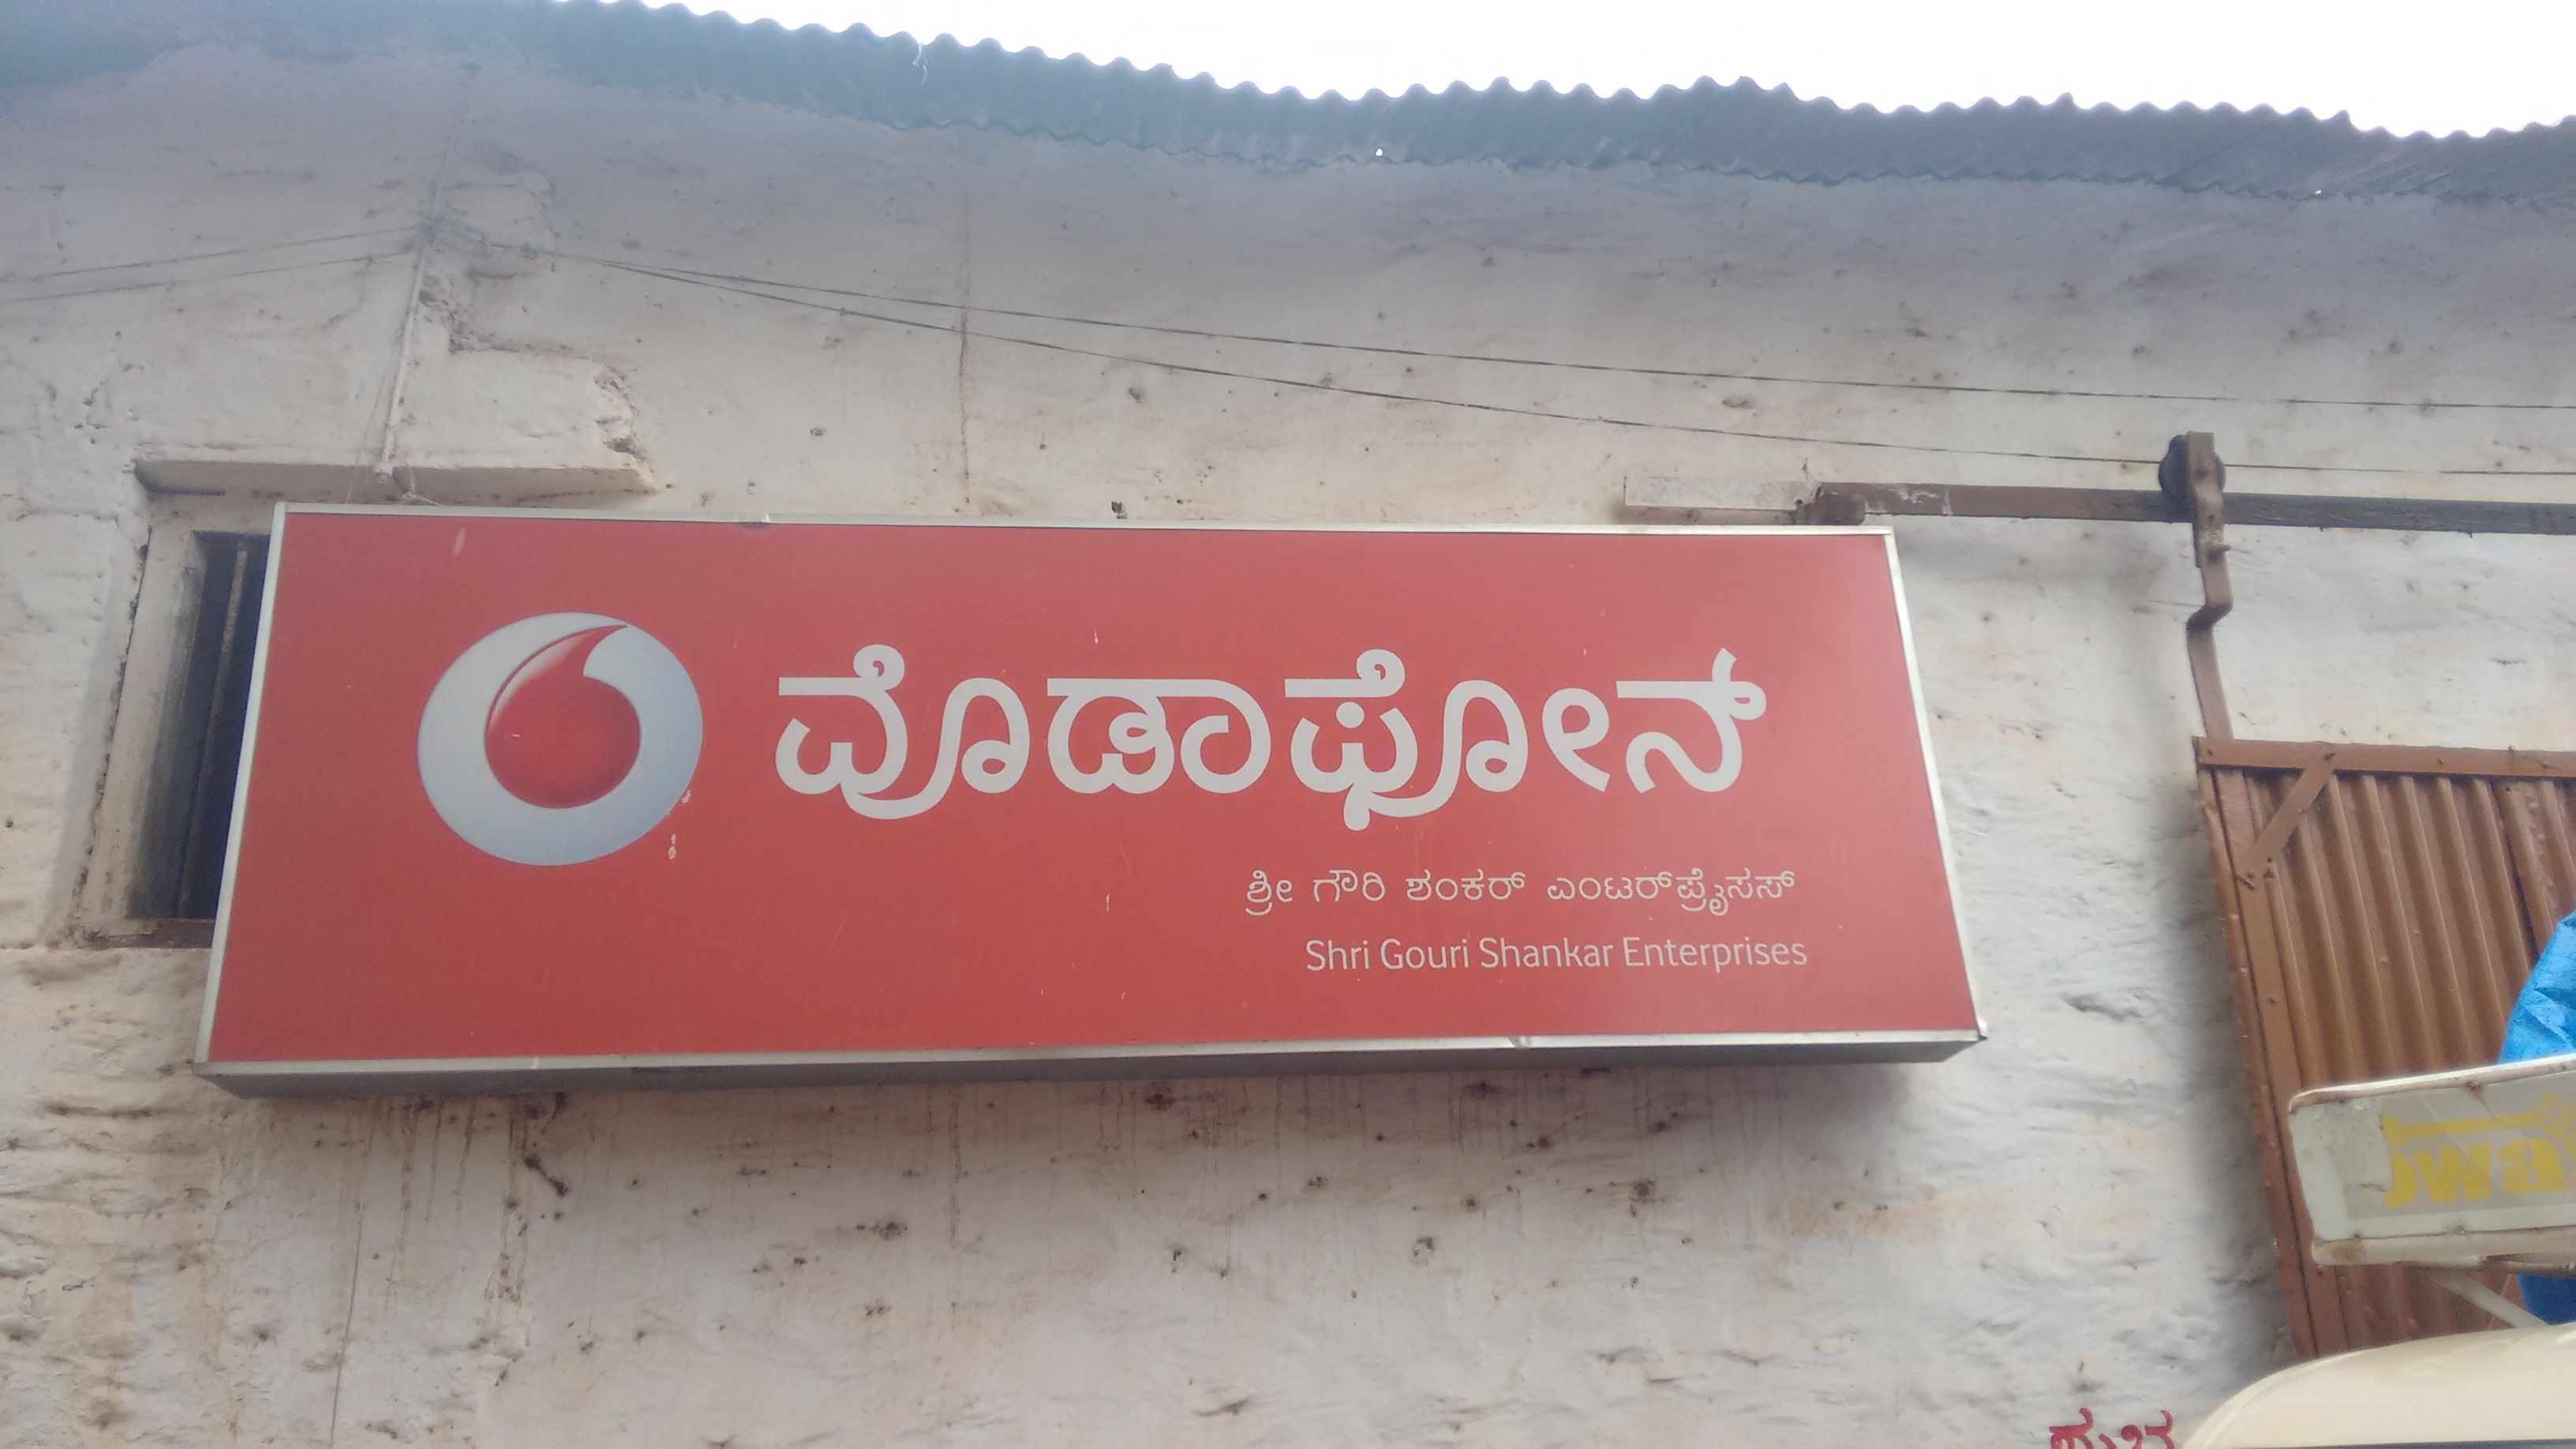 ವೊಡಾಫೋನ್
ಶ್ರೀ ಗೌರಿ ಶಂಕರ್ ಎಂಟರ್‌ಪ್ರೈಸಸ್
Shri Gouri Shankar Enterprises